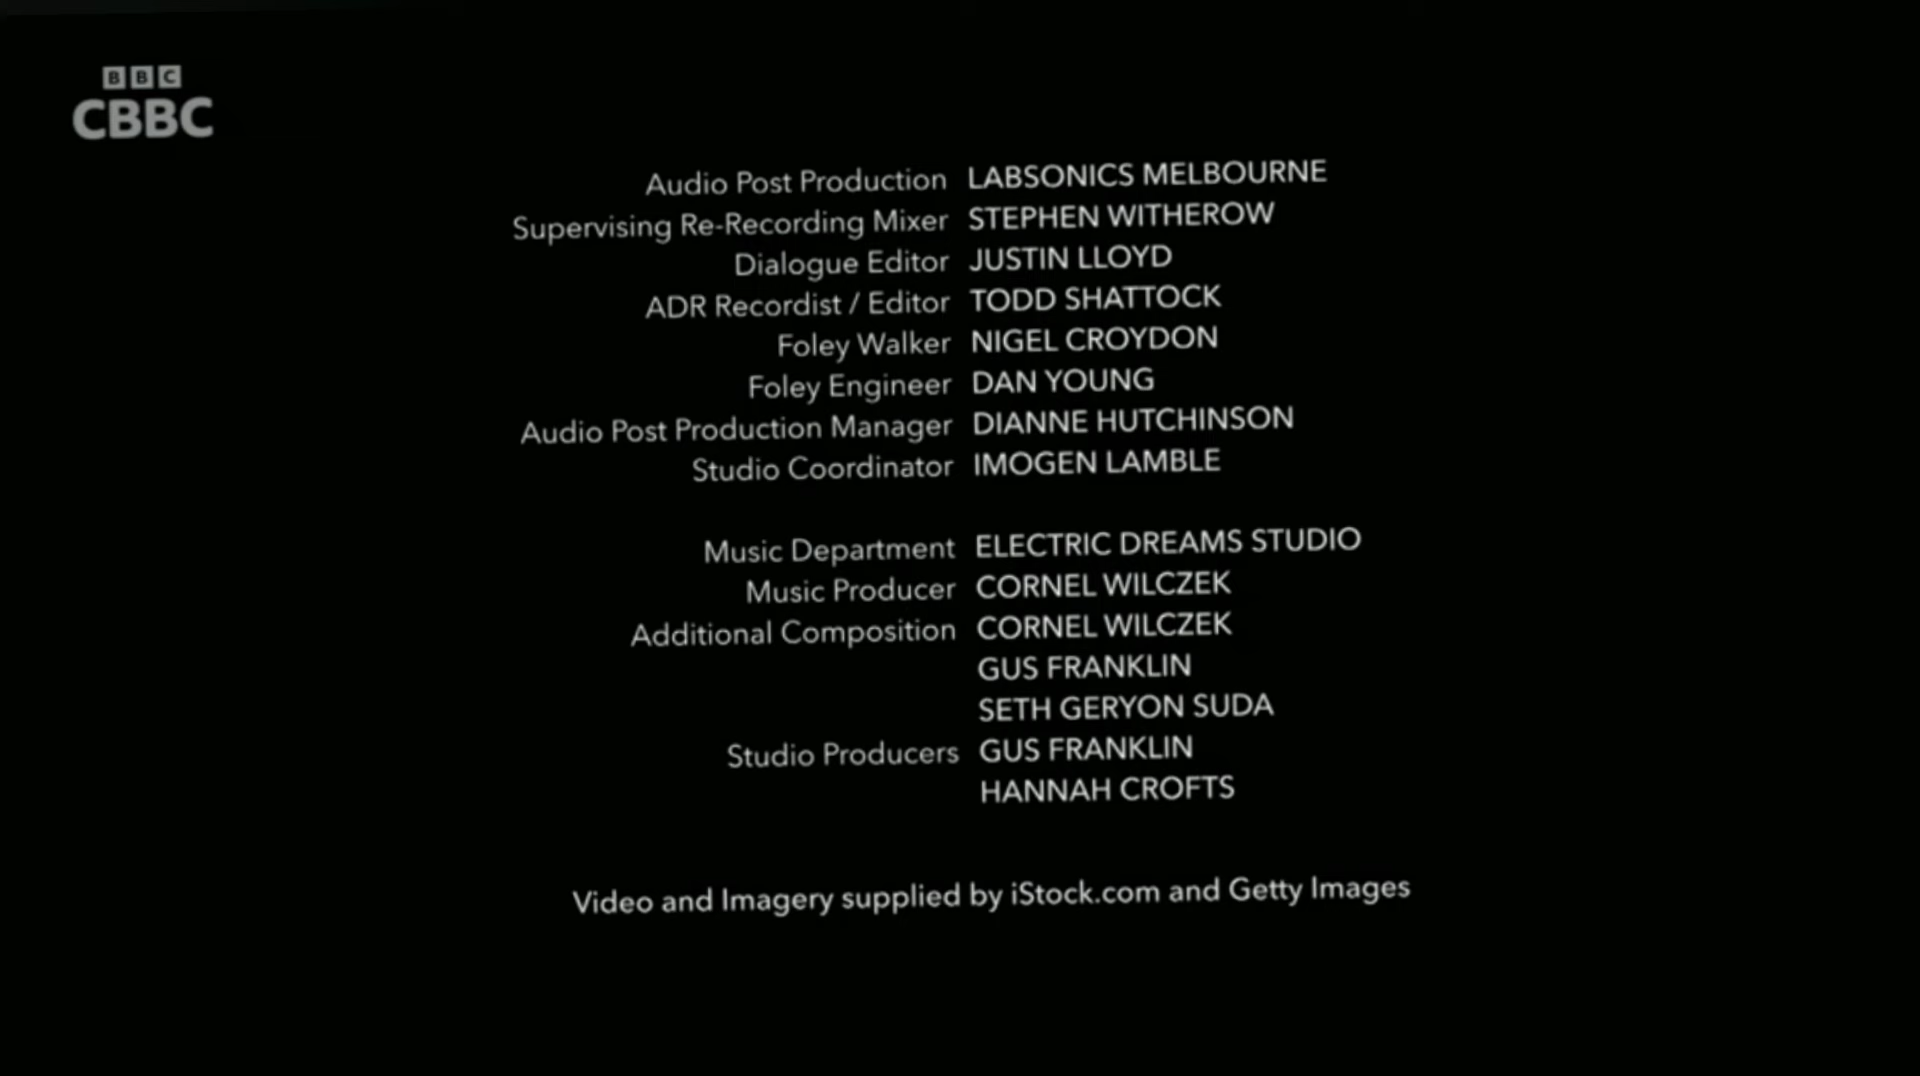 BBC
CBBC
Audio Post Production LABSONICS MELBOURNE
Supervising Re-Recording Mixer STEPHEN WITHEROW
Dialogue Editor JUSTIN LLOYD
ADR Recordist / Editor TODD SHATTOCK
Foley Walker NIGEL CROYDON
Foley Engineer DAN YOUNG
Audio Post Production Manager DIANNE HUTCHINSON
Studio Coordinator IMOGEN LAMBLE
Music Department ELECTRIC DREAMS STUDIO
Music Producer CORNEL WILCZEK
Additional Composition CORNEL WILCZEK
GUS FRANKLIN
SETH GERYON SUDA
Studio Producers GUS FRANKLIN
HANNAH CROFTS
Video and Imagery supplied by iStock.com and Getty Images